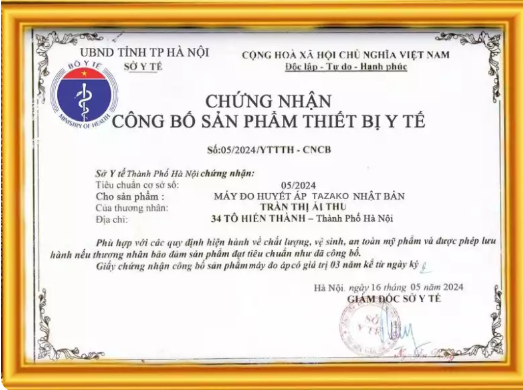 UBND TỈNH TP HÀ NỘI
SỞ Y TẾ
CỘNG HOÀ XÃ HỘI CHỦ NGHĨA VIỆT NAM
Độc lập - Tự do - Hạnh phúc
BỘ Y TẾ
MINISTRY OF HEALTH
CHỨNG NHẬN
CÔNG BỐ SẢN PHẨM THIẾT BỊ Y TẾ
Số:05/2024/YTTTH - CNCB
Sở Y tế Thành Phố Hà Nội chứng nhận:
Tiêu chuẩn cơ sở số: 05/2024
Cho sản phẩm : MÁY ĐO HUYẾT ÁP TAZAKO NHẬT BẢN
Của thương nhân: TRẦN THỊ ÁI THU
Địa chỉ: 34 TÔ HIẾN THÀNH – Thành Phố Hà Nội
Phù hợp với các quy định hiện hành về chất lượng, vệ sinh, an toàn mỹ phẩm và được phép lưu
hành nếu thương nhân bảo đảm sản phẩm đạt tiêu chuẩn như đã công bố.
Giấy chứng nhận công bố sản phẩm máy đo áp có giá trị 03 năm kể từ ngày ký
Hà Nội, ngày 16 tháng 05 năm 2024
GIÁM ĐỐC SỞ Y TẾ
SỞ
Y TẾ